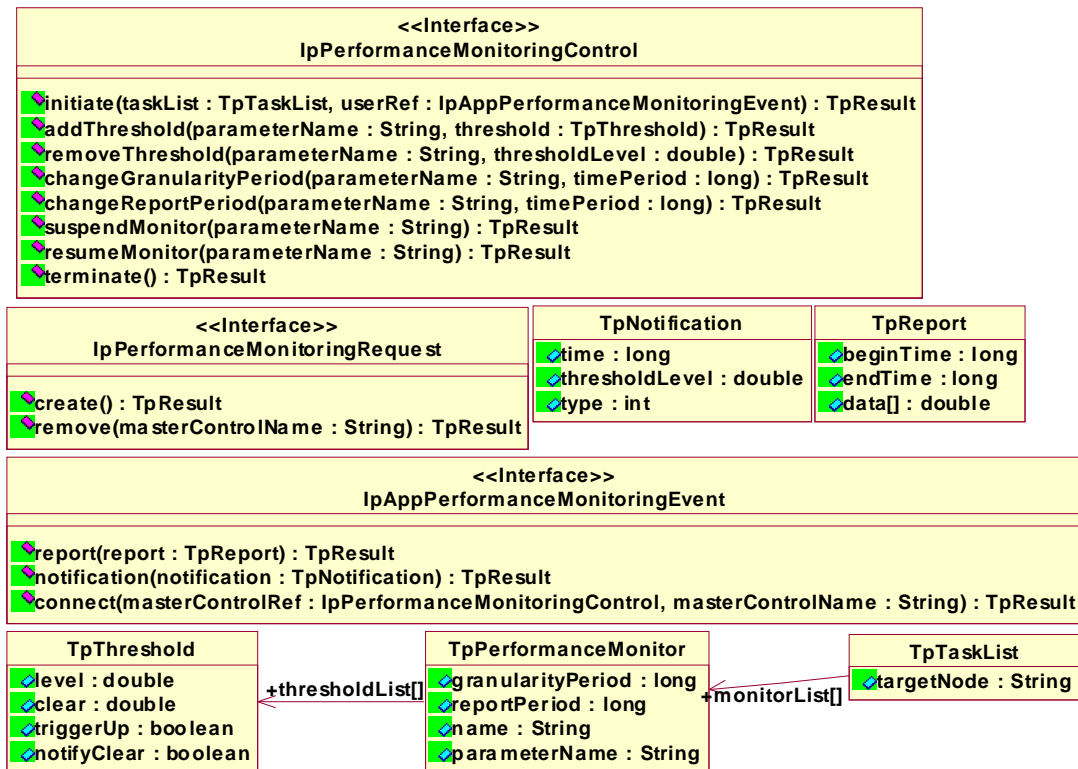 <<Interface>>
IpPerformanceMonitoringControl
initiate(taskList : TpTaskList, userRef : IpAppPerformanceMonitoringEvent) : TpResult
addThreshold(parameterName : String, threshold : TpThreshold) : TpResult
removeThreshold(parameterName : String, thresholdLevel : double) : TpResult
changeGranularityPeriod(parameterName : String, timePeriod : long) : TpResult
changeReportPeriod(parameterName : String, timePeriod : long) : TpResult
suspendMonitor(parameterName : String) : TpResult
resumeMonitor(parameterName : String) : TpResult
terminate() : TpResult
<<Interface>>
IpPerformanceMonitoringRequest
create() : TpResult
remove(masterControlName : String) : TpResult
TpNotification
time : long
thresholdLevel : double
type : int
TpReport
beginTime : long
endTime : long
data[] : double
<<Interface>>
IpAppPerformanceMonitoringEvent
report(report : TpReport) : TpResult
notification(notification : TpNotification) : TpResult
connect(masterControlRef : IpPerformanceMonitoringControl, masterControlName : String) : TpResult
TpThreshold
level : double
clear : double
triggerUp : boolean
notifyClear : boolean
+thresholdList[]
TpPerformanceMonitor
granularityPeriod : long
reportPeriod : long
name : String
parameterName : String
+monitorList[]
TpTaskList
targetNode : String